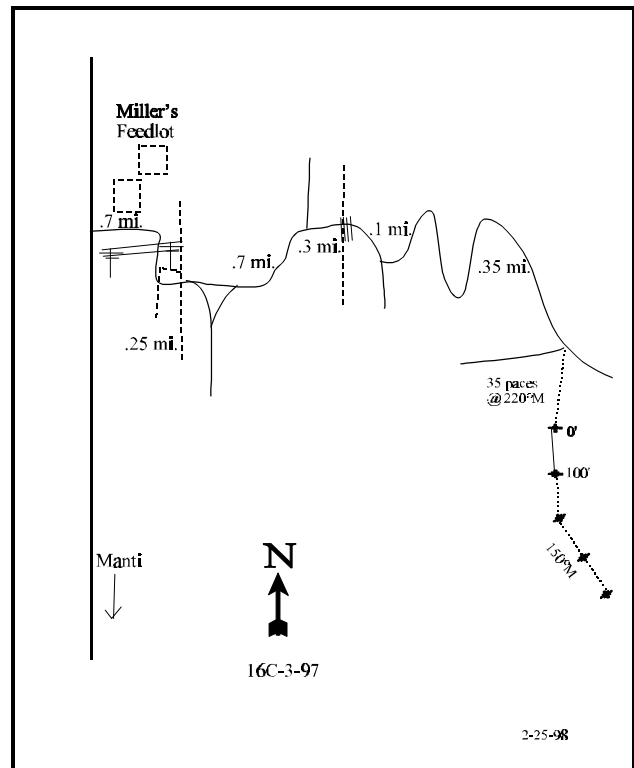 Miller's
Feedlot
.7 mi.
.1 mi.
.3 mi.
.7 mi.
.35 mi.
.25 mi.
35 paces
@ 220°M
0'
100'
150°M
Manti
N
16C-3-97
2-25-98